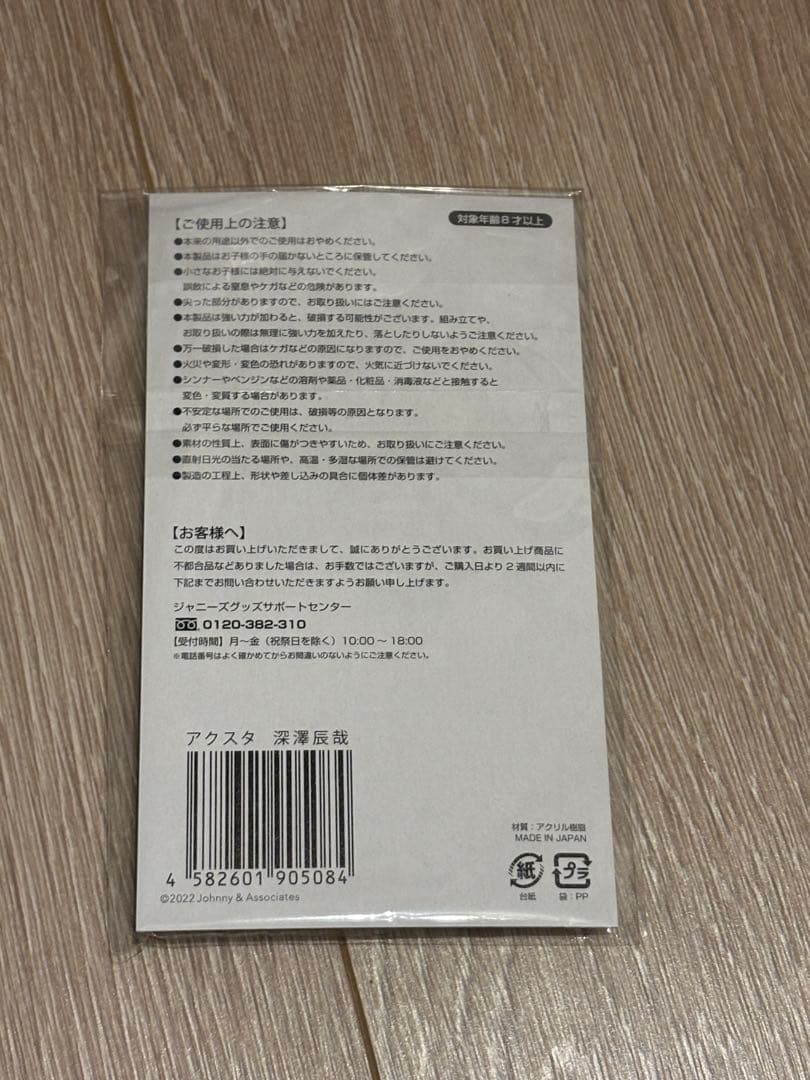 【ご使用上の注意】
対象年齢8才以上
●本来の用途以外でのご使用はおやめください。
●本製品はお子様の手の届かないところに保管してください。
●小さなお子様には絶対に与えないでください。
誤飲による窒息やケガなどの危険があります。
●尖った部分がありますので、お取り扱いにはご注意ください。
●本製品は強い力が加わると、破損する可能性がございます。組み立てや、
お取り扱いの際は無理に強い力を加えたり、落としたりしないようご注意ください。
●万一破損した場合はケガなどの原因になりますので、ご使用をおやめください。
●火災や変形・変色の恐れがありますので、火気に近づけないでください。
●シンナーやベンジンなどの溶剤や薬品・化粧品・消毒液などと接触すると
変色・変質する場合があります。
●不安定な場所でのご使用は、破損等の原因となります。
必ず平らな場所でご使用ください。
●素材の性質上、表面に傷がつきやすいため、お取り扱いにご注意ください。
●直射日光の当たる場所や、高温・多湿な場所での保管は避けてください。
●製造の工程上、形状や差し込みの具合に個体差があります。
【お客様へ】
この度はお買い上げいただきまして、誠にありがとうございます。お買い上げ商品に
不都合品などありました場合は、お手数ではございますが、ご購入日より2週間以内に
下記までお問い合わせいただきますようお願い申し上げます。
ジャニーズグッズサポートセンター
0120-382-310
【受付時間】月〜金（祝祭日を除く）10:00〜18:00
※電話番号はよく確かめてからお間違いのないようにご注意ください。
アクスタ 深澤辰哉
4 582601 905084
©2022 Johnny & Associates
材質：アクリル樹脂
MADE IN JAPAN
紙
プラ
台紙
袋：PP